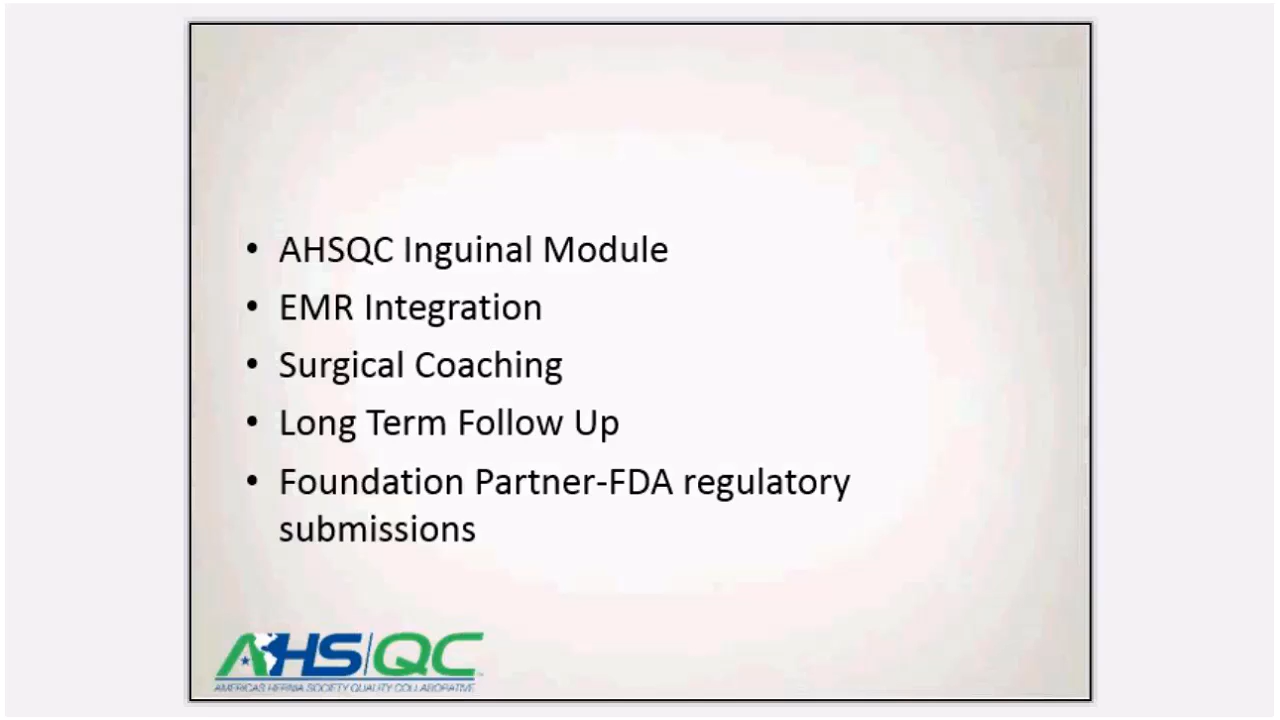 • AHSQC Inguinal Module
• EMR Integration
• Surgical Coaching
• Long Term Follow Up
• Foundation Partner-FDA regulatory
submissions
AHS|QC
AMERICAS HERNIA SOCIETY QUALITY COLLABORATIVE